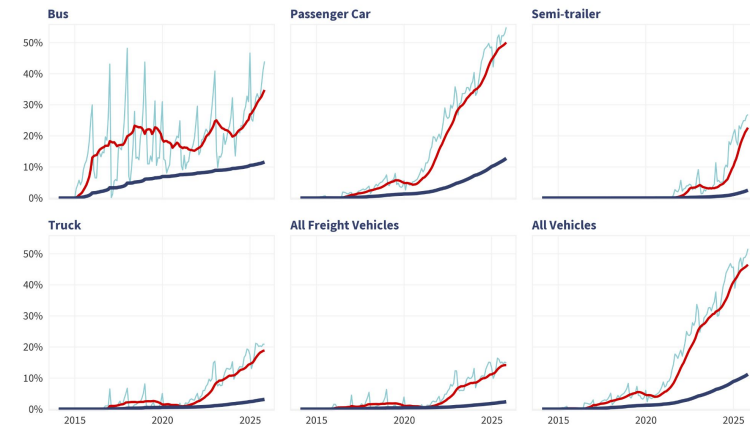 Bus
Passenger Car
Semi-trailer
50%
40%
30%
20%
10%
0%
Truck
All Freight Vehicles
All Vehicles
50%
40%
30%
20%
10%
0%
2015 2020 2025 2015 2020 2025 2015 2020 2025